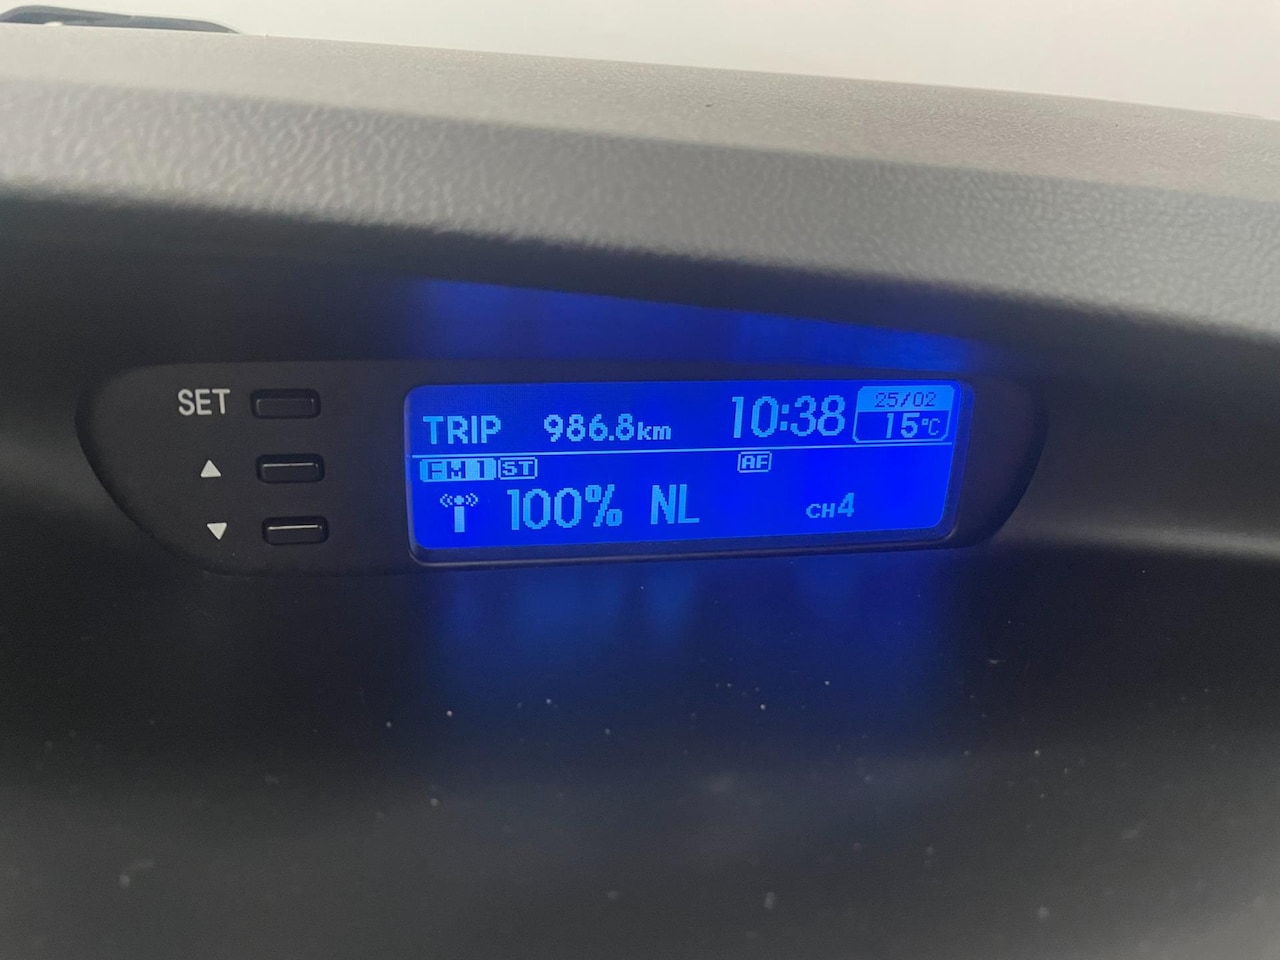 SET
TRIP 986.8km 10:38 25/02
15°C
FM1 ST AF
100% NL CH4